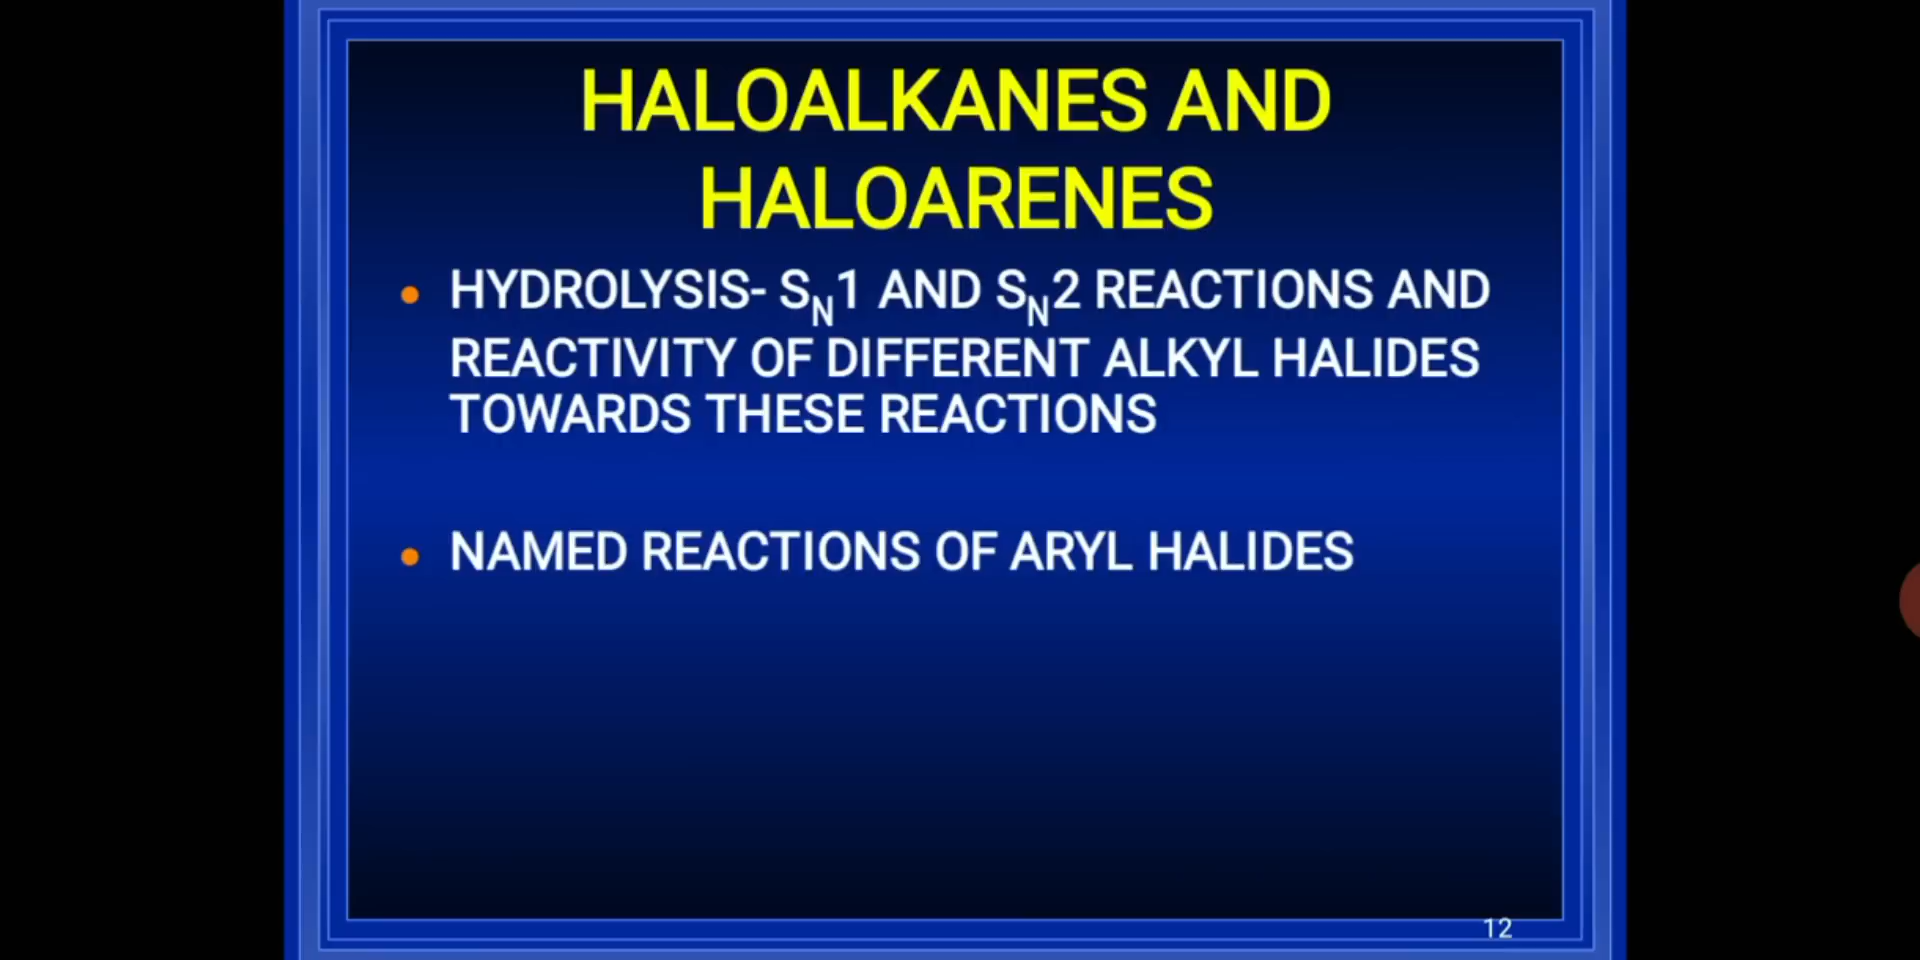 HALOALKANES AND
HALOARENES
• HYDROLYSIS- SN1 AND SN2 REACTIONS AND
REACTIVITY OF DIFFERENT ALKYL HALIDES
TOWARDS THESE REACTIONS
• NAMED REACTIONS OF ARYL HALIDES
12